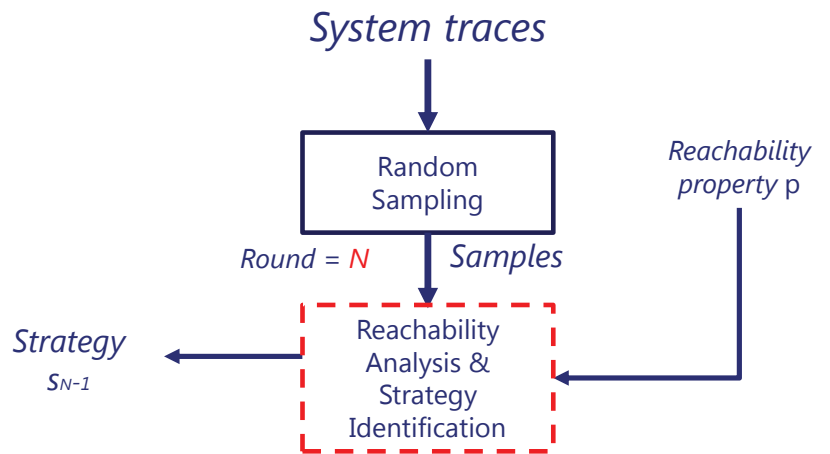 System traces
Random
Sampling
Reachability
property p
Round = N
Samples
Reachability
Analysis &
Strategy
Identification
Strategy
sN-1